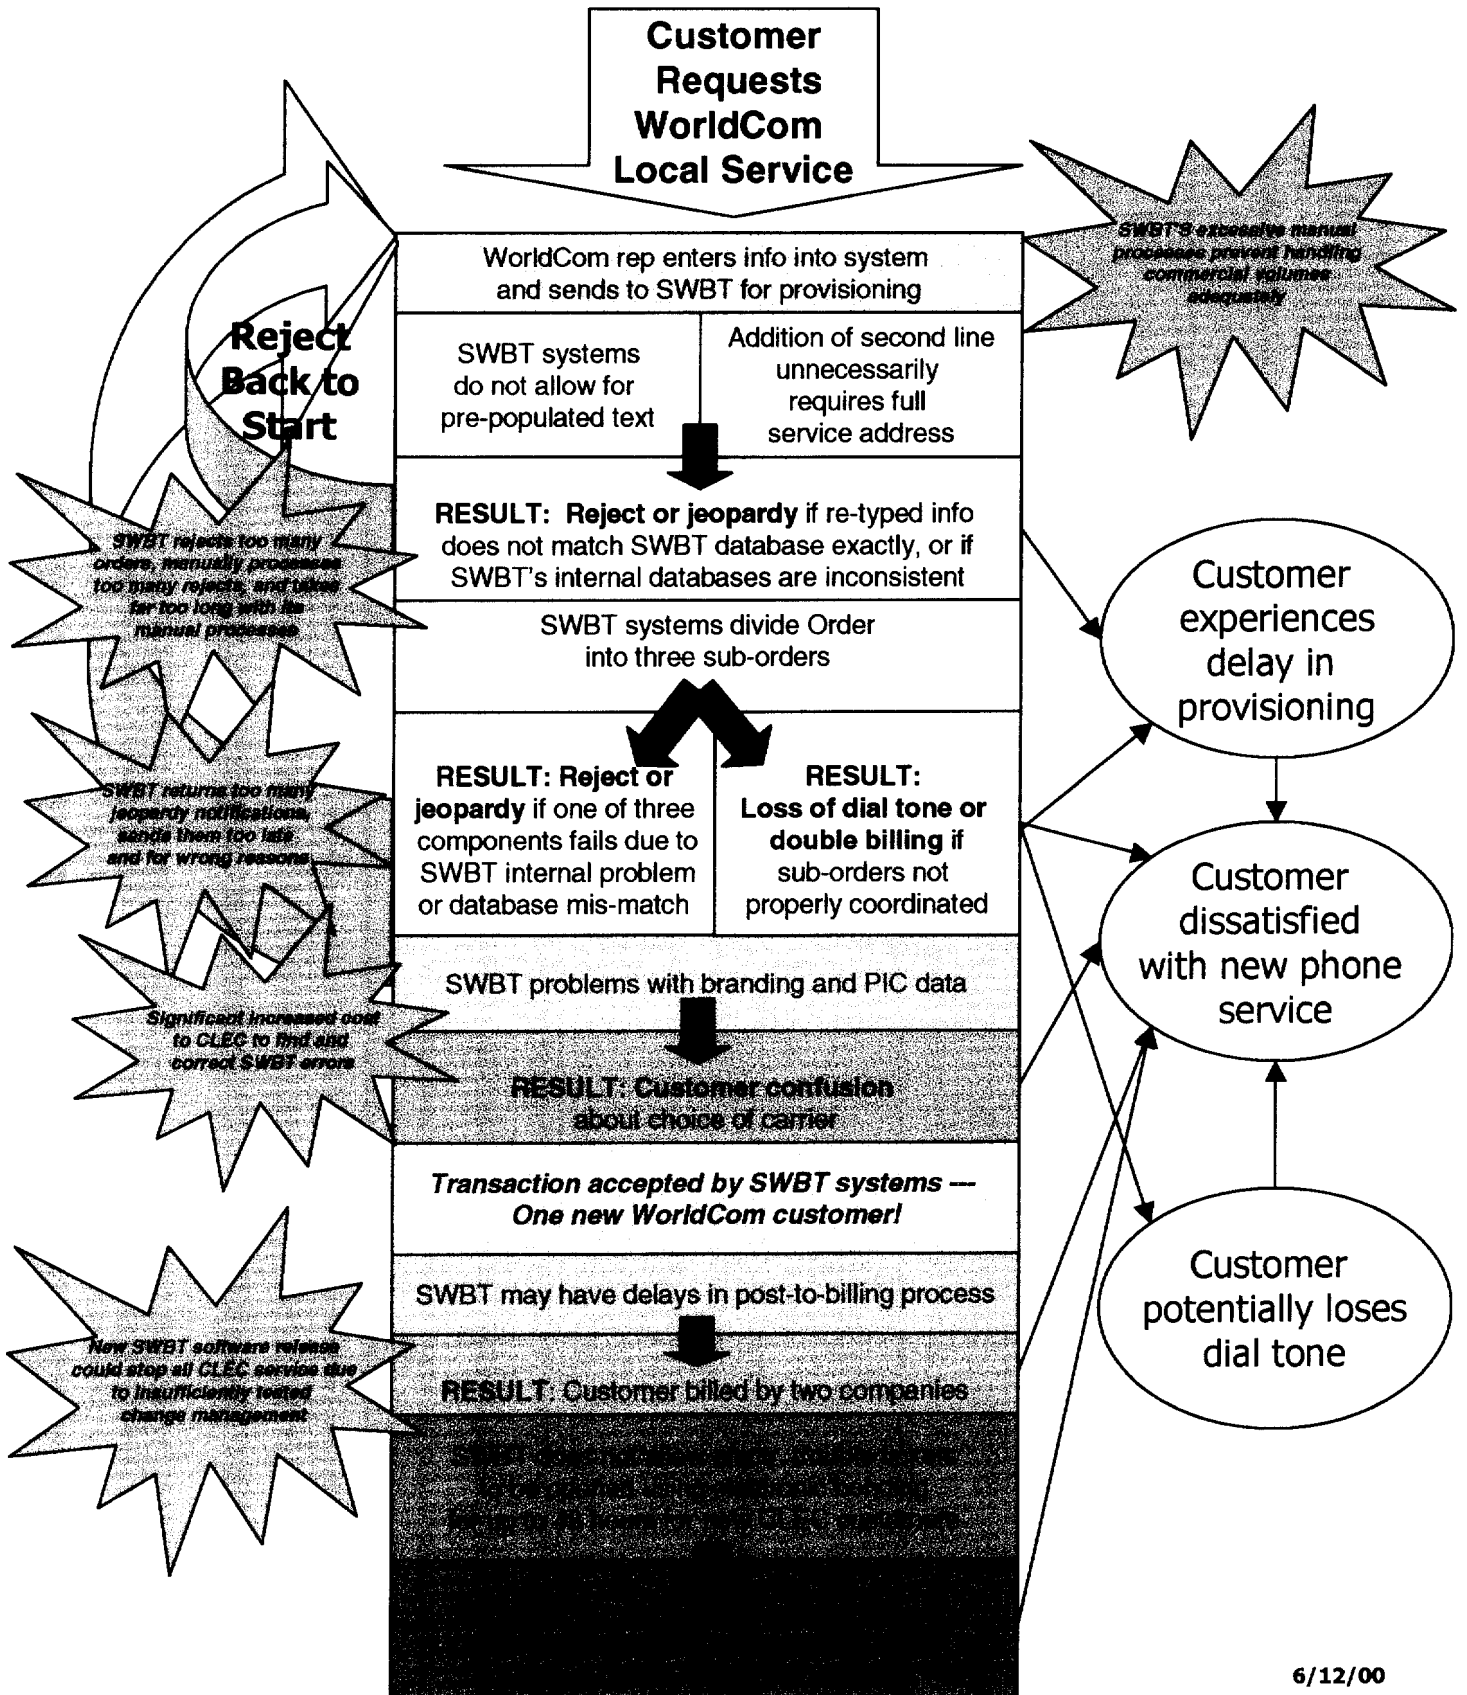 Customer
Requests
WorldCom
Local Service
SWBT'S excessive manual
processes prevent handling
commercial volumes
adequately
WorldCom rep enters info into system
and sends to SWBT for provisioning
Reject
Back to
Start
SWBT systems
do not allow for
pre-populated text
Addition of second line
unnecessarily
requires full
service address
RESULT: Reject or jeopardy if re-typed info
does not match SWBT database exactly, or if
SWBT's internal databases are inconsistent
SWBT rejects too many
orders, manually processes
too many rejects, and takes
far too long with its
manual processes
Customer
experiences
delay in
provisioning
SWBT systems divide Order
into three sub-orders
RESULT: Reject or
jeopardy if one of three
components fails due to
SWBT internal problem
or database mis-match
RESULT:
Loss of dial tone or
double billing if
sub-orders not
properly coordinated
SWBT returns too many
jeopardy notifications,
sends them too late
and for wrong reasons
Customer
dissatisfied
with new phone
service
SWBT problems with branding and PIC data
Significant increased cost
to CLEC to find and
correct SWBT errors
RESULT: Customer confusion
about choice of carrier
Transaction accepted by SWBT systems ---
One new WorldCom customer!
SWBT may have delays in post-to-billing process
Customer
potentially loses
dial tone
New SWBT software release
could stop all CLEC service due
to insufficiently tested
change management
RESULT: Customer billed by two companies
SWBT does not
6/12/00